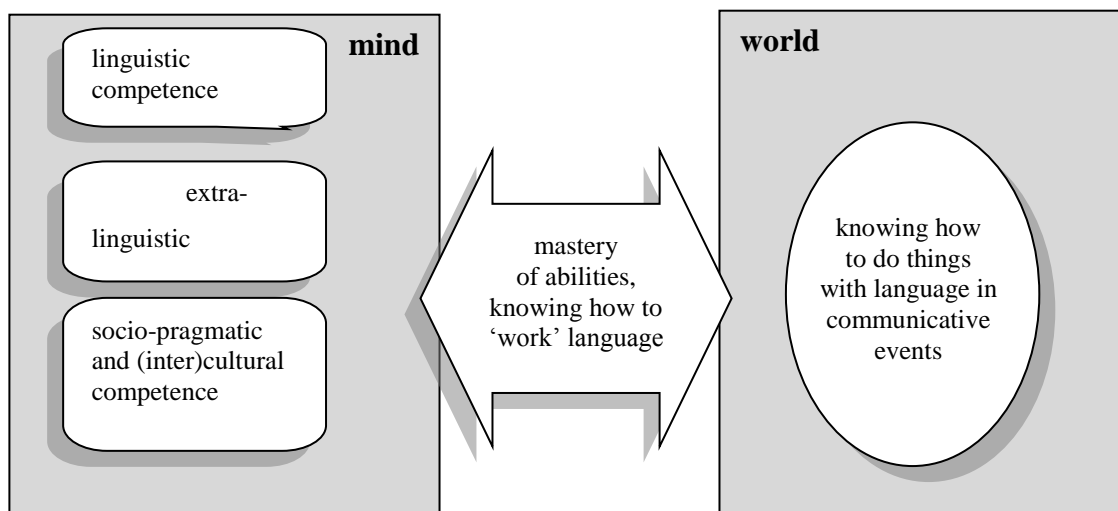 mind
linguistic
competence
extra-
linguistic
socio-pragmatic
and (inter)cultural
competence
mastery
of abilities,
knowing how to
‘work’ language
world
knowing how
to do things
with language in
communicative
events